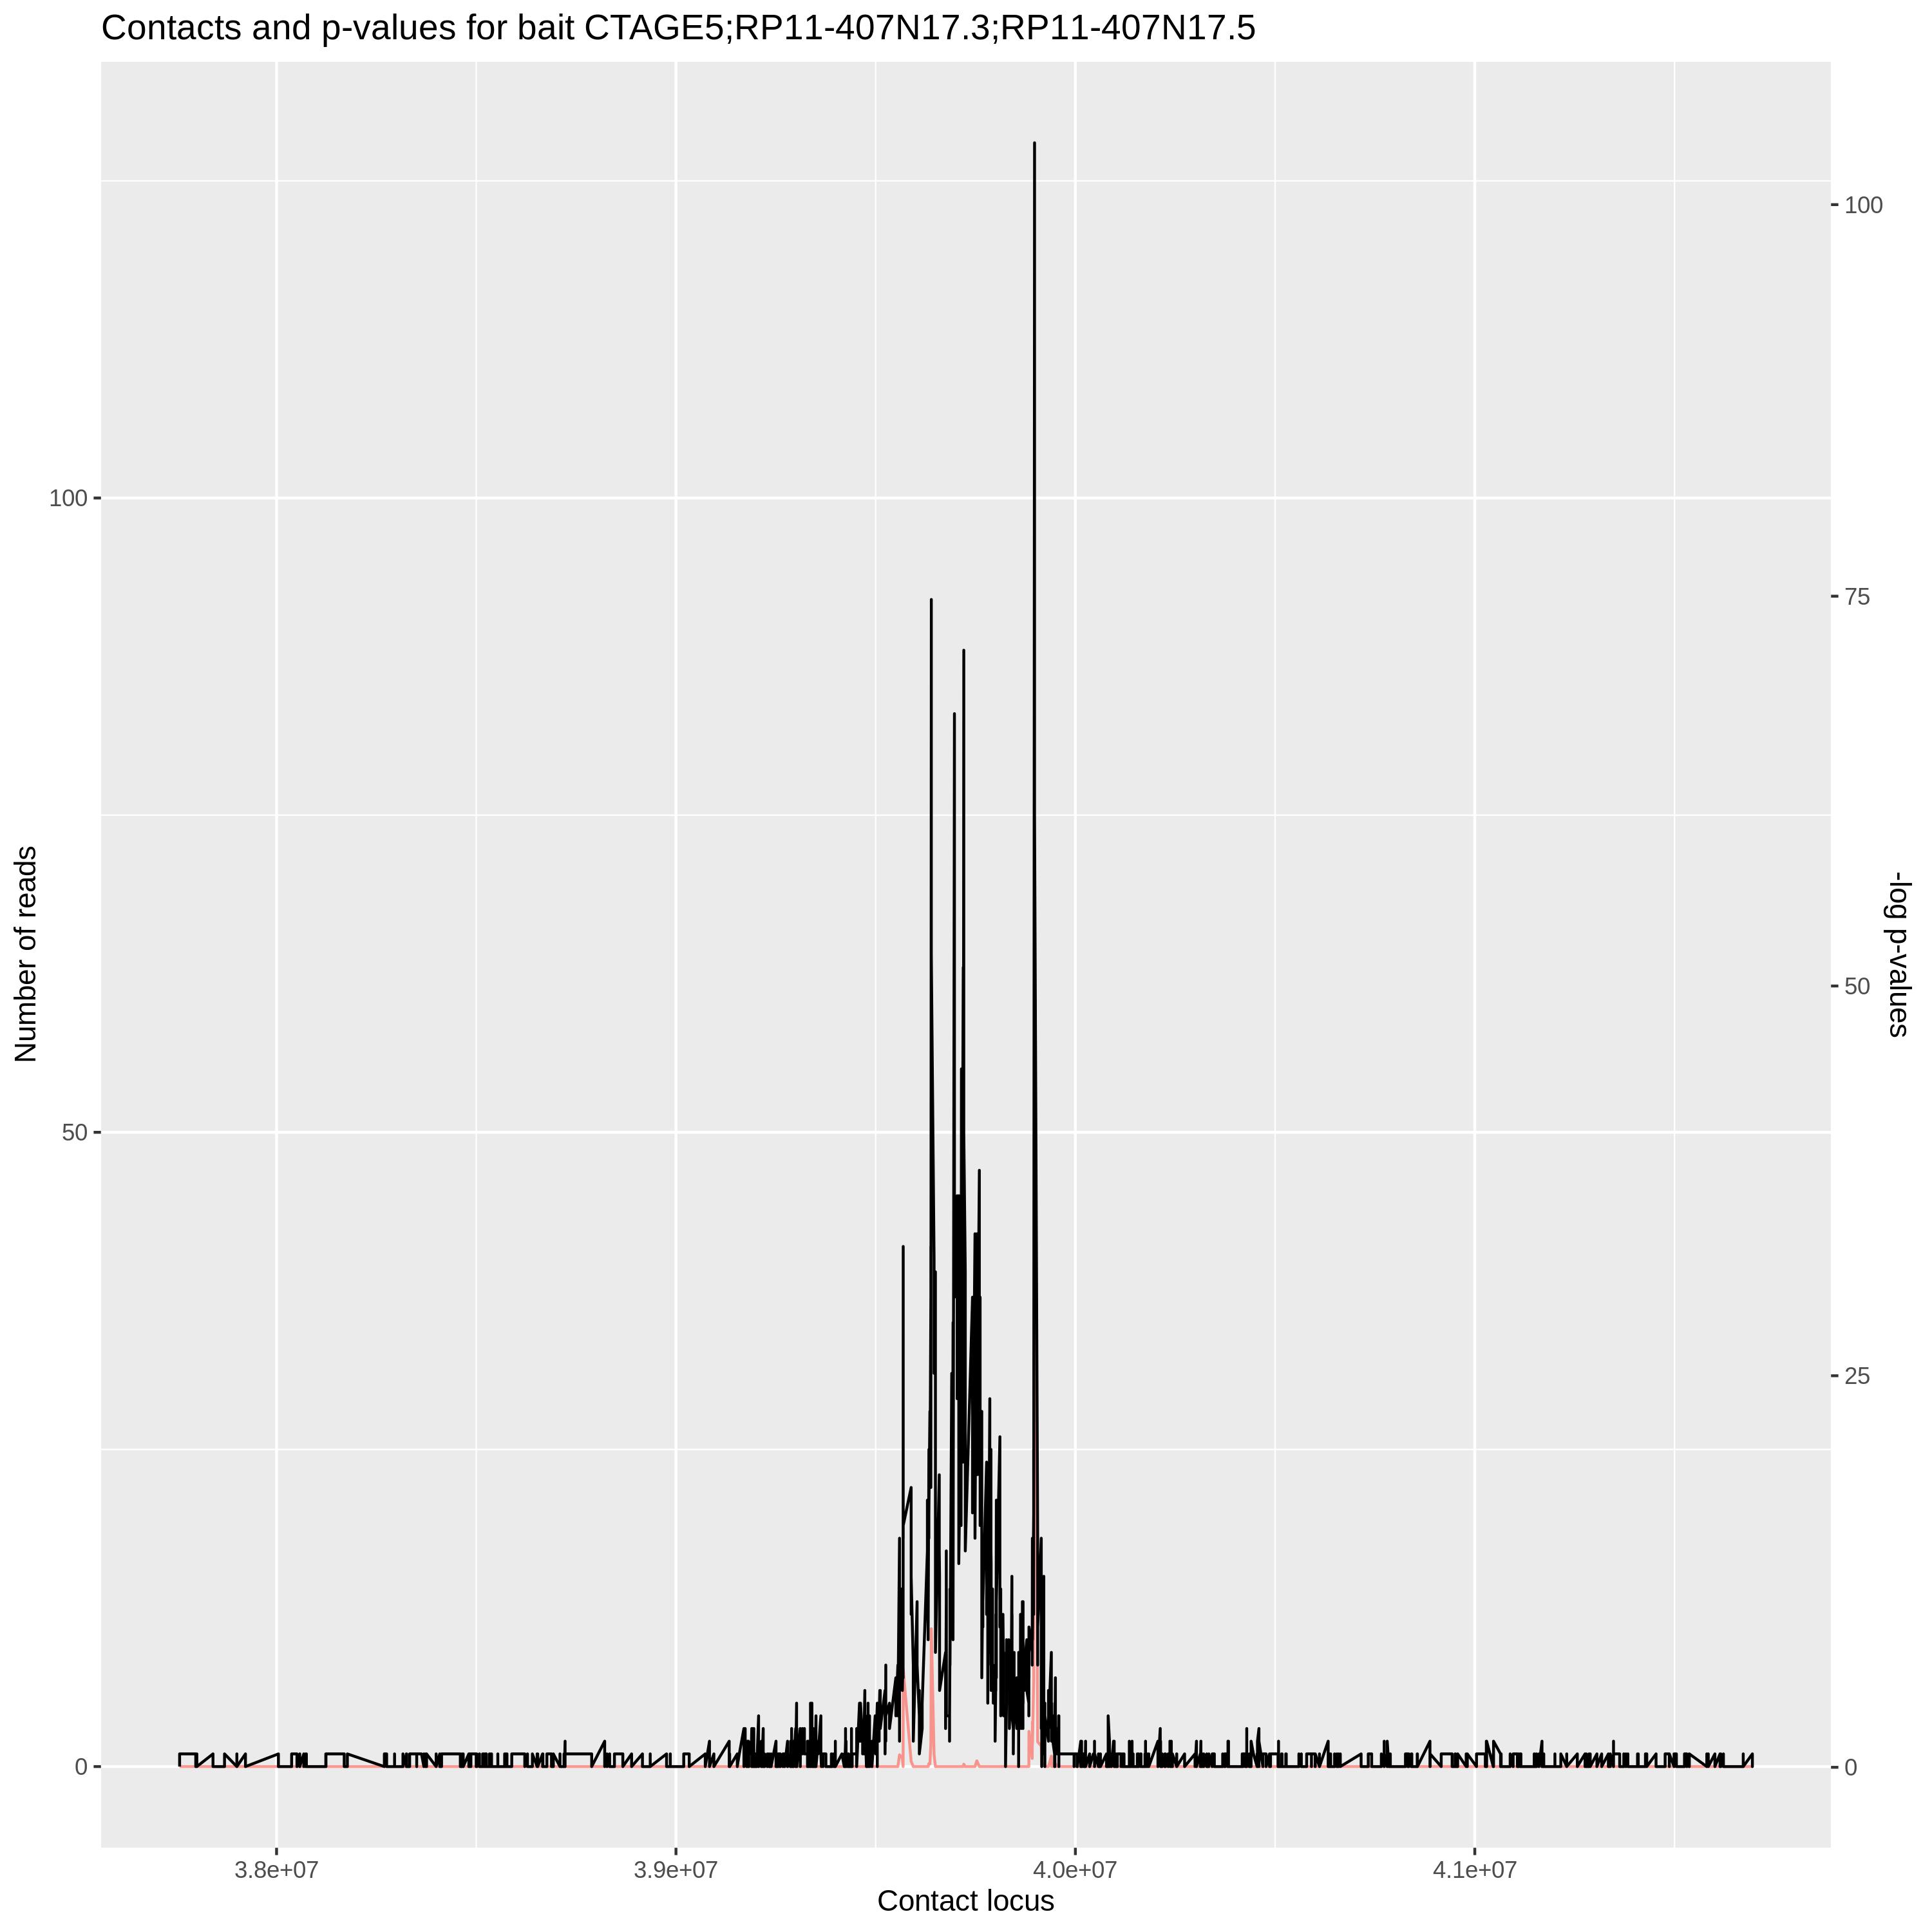 Contacts and p-values for bait CTAGE5;RP11-407N17.3;RP11-407N17.5
Number of reads
100
50
0
100
75
50
25
0
-log p-values
3.8e+07
3.9e+07
4.0e+07
4.1e+07
Contact locus